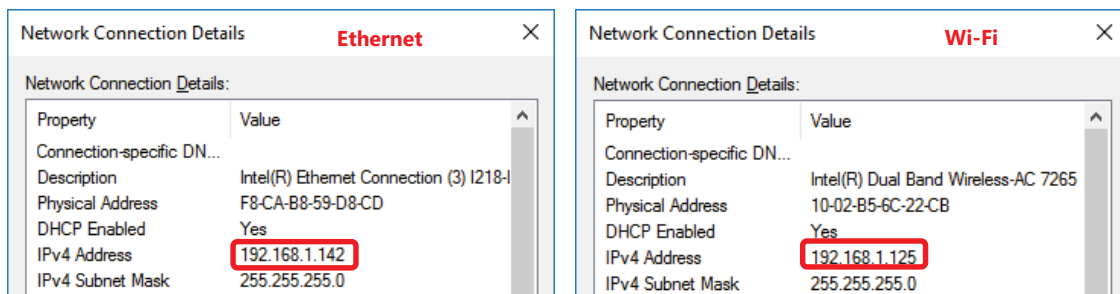 Network Connection Details
Ethernet
Network Connection Details:
Property Value
Connection-specific DN...
Description Intel(R) Ethernet Connection (3) I218-
Physical Address F8-CA-B8-59-D8-CD
DHCP Enabled Yes
IPv4 Address 192.168.1.142
IPv4 Subnet Mask 255.255.255.0
Network Connection Details
Wi-Fi
Network Connection Details:
Property Value
Connection-specific DN...
Description Intel(R) Dual Band Wireless-AC 7265
Physical Address 10-02-B5-6C-22-CB
DHCP Enabled Yes
IPv4 Address 192.168.1.125
IPv4 Subnet Mask 255.255.255.0